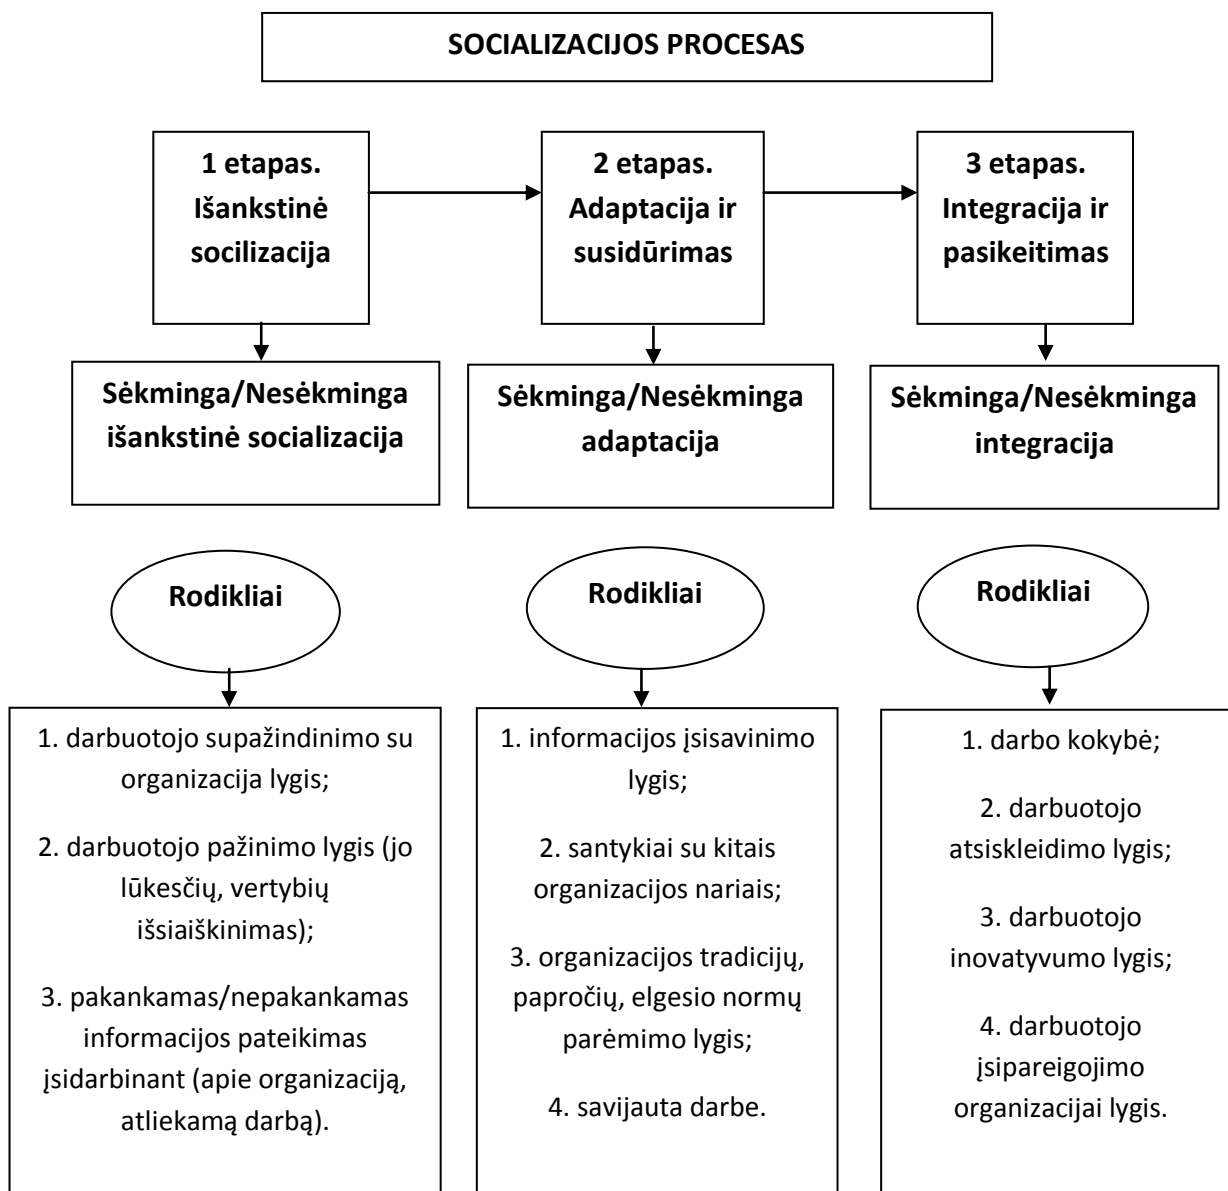 SOCIALIZACIJOS PROCESAS
1 etapas.
Išankstinė
socilizacija
2 etapas.
Adaptacija ir
susidūrimas
3 etapas.
Integracija ir
pasikeitimas
Sėkminga/Nesėkminga
išankstinė socializacija
Sėkminga/Nesėkminga
adaptacija
Sėkminga/Nesėkminga
integracija
Rodikliai
Rodikliai
Rodikliai
1. darbuotojo supažindinimo su
organizacija lygis;
2. darbuotojo pažinimo lygis (jo
lūkesčių, vertybių
išsiaiškinimas);
3. pakankamas/nepakankamas
informacijos pateikimas
įsidarbinant (apie organizaciją,
atliekamą darbą).
1. informacijos įsisavinimo
lygis;
2. santykiai su kitais
organizacijos nariais;
3. organizacijos tradicijų,
papročių, elgesio normų
parėmimo lygis;
4. savijauta darbe.
1. darbo kokybė;
2. darbuotojo
atsiskleidimo lygis;
3. darbuotojo
inovatyvumo lygis;
4. darbuotojo
įsipareigojimo
organizacijai lygis.